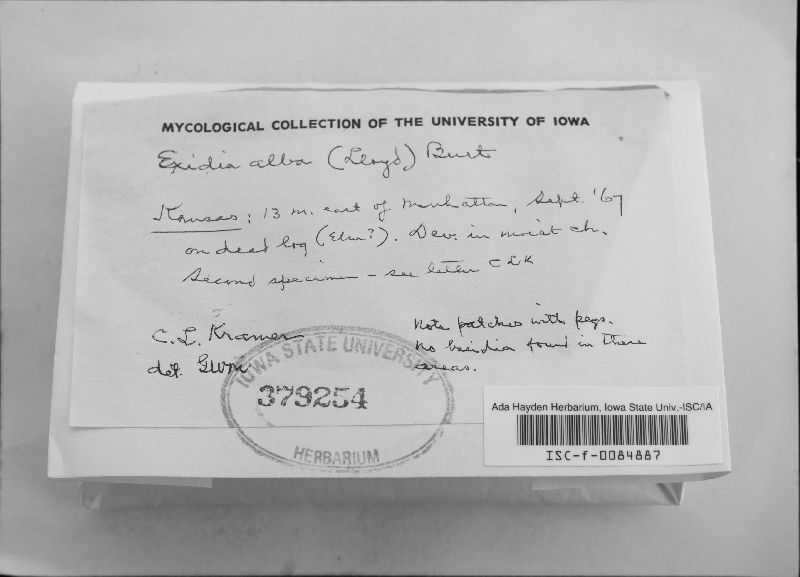 MYCOLOGICAL COLLECTION OF THE UNIVERSITY OF IOWA
Exidia alba (Lloyd) Burt
Kansas; 13 m. east of Manhattan, Sept. '67
on dead log (Elm?). Dev. in moist ch.
Second specimen – see letter CLK
C. L. Kramer
det. GWM
Note patches with pegs.
No basidia found in these
areas.
IOWA STATE UNIVERSITY
379254
HERBARIUM
Ada Hayden Herbarium, Iowa State Univ.-ISC/IA
ISC-f-0084887